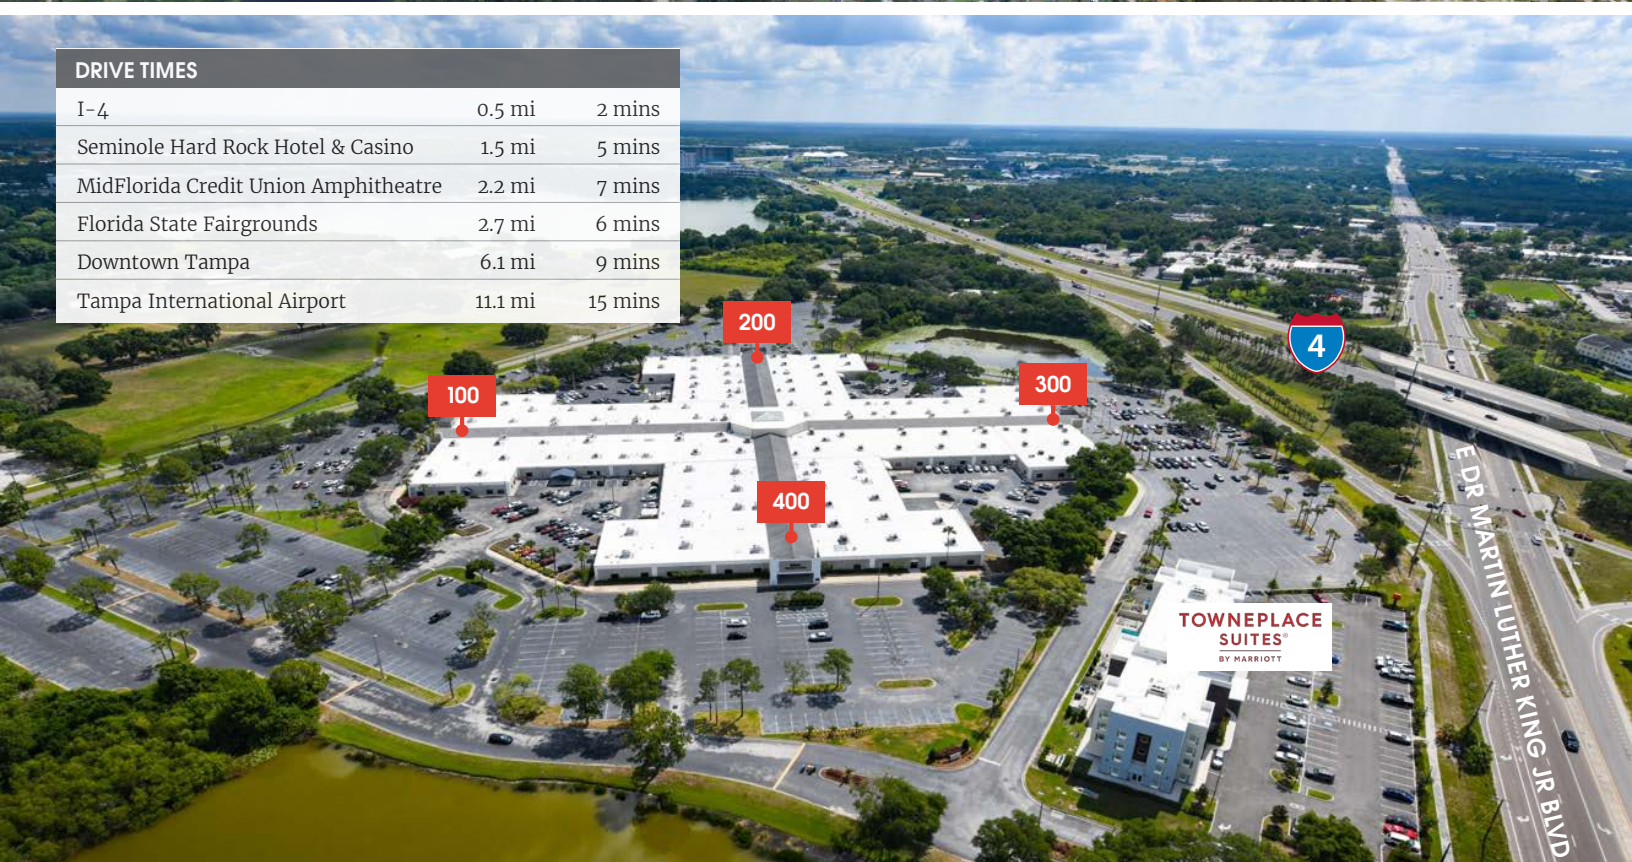 DRIVE TIMES
I-4 0.5 mi 2 mins
Seminole Hard Rock Hotel & Casino 1.5 mi 5 mins
MidFlorida Credit Union Amphitheatre 2.2 mi 7 mins
Florida State Fairgrounds 2.7 mi 6 mins
Downtown Tampa 6.1 mi 9 mins
Tampa International Airport 11.1 mi 15 mins
200
300
100
4
400
E DR MARTIN LUTHER KING JR BLVD
TOWNEPLACE
SUITES®
BY MARRIOTT